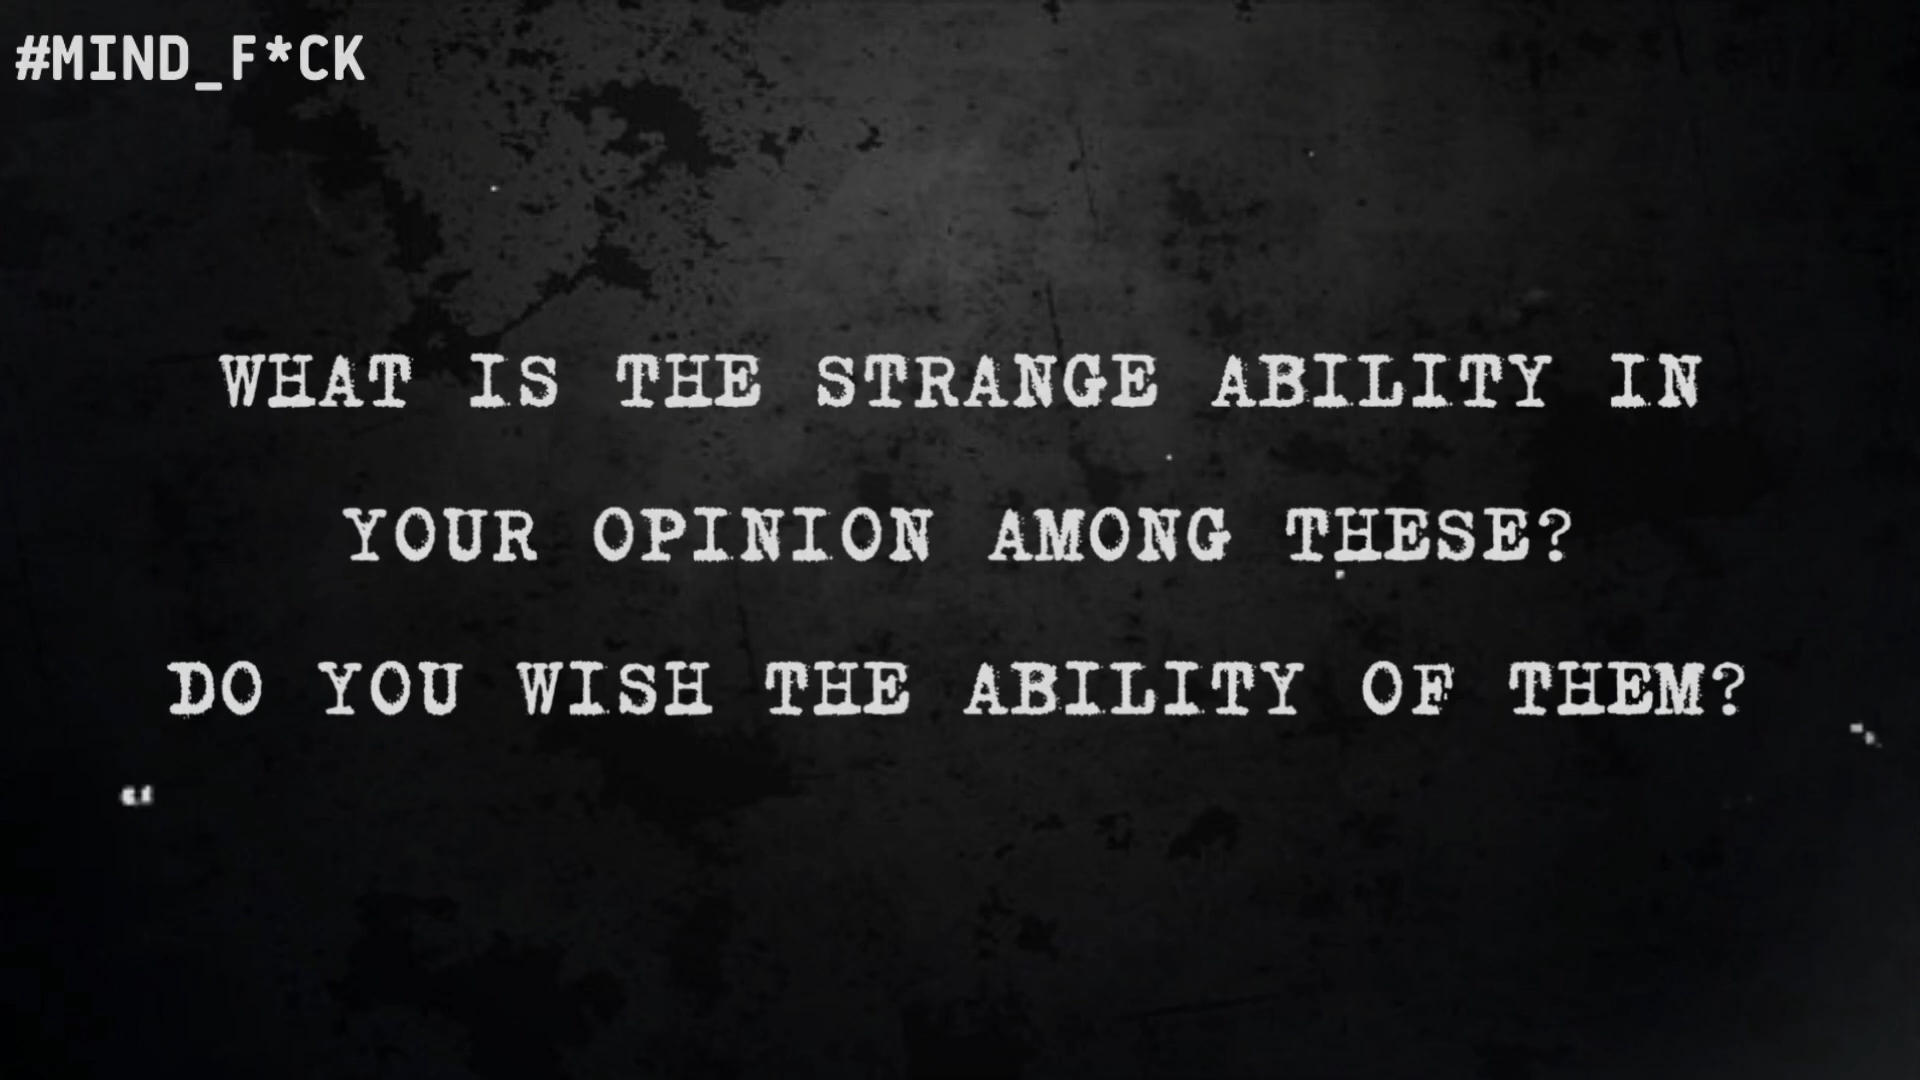 #MIND_F*CK
WHAT IS THE STRANGE ABILITY IN
YOUR OPINION AMONG THESE?
DO YOU WISH THE ABILITY OF THEM?